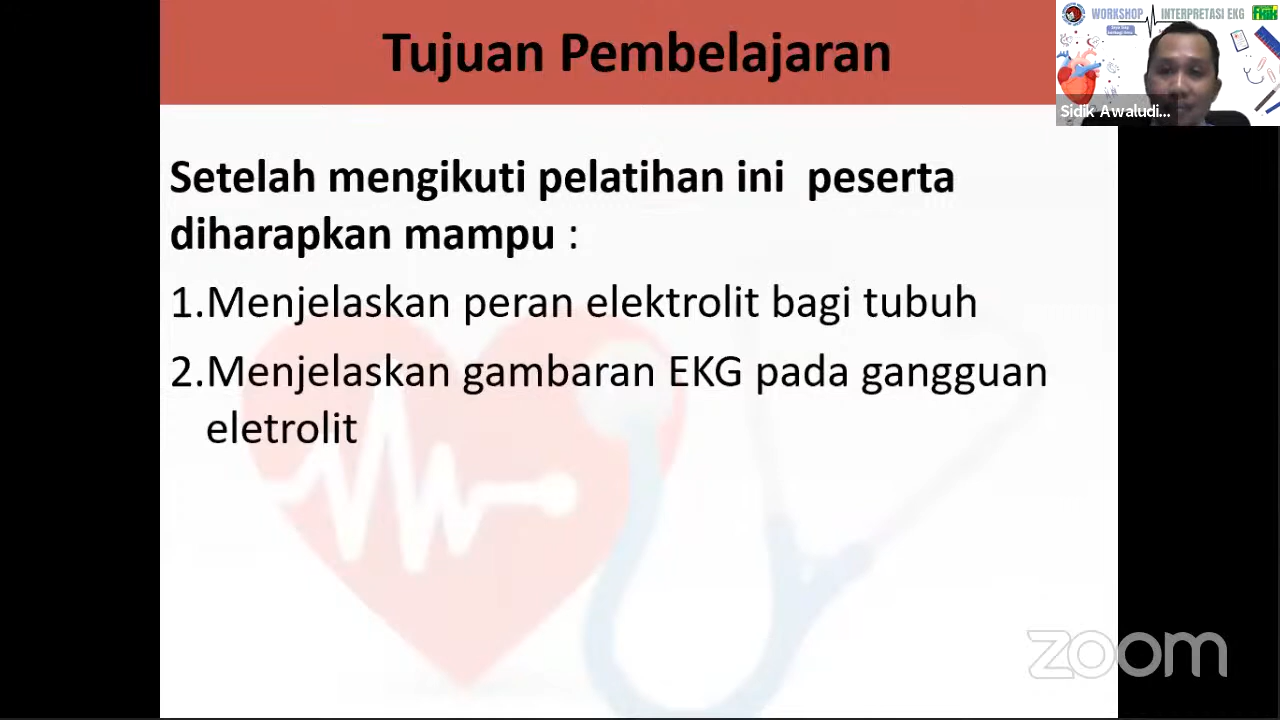 Tujuan Pembelajaran
WORKSHOP INTERPRETASI EKG
Sidik Awaludi...
Setelah mengikuti pelatihan ini peserta
diharapkan mampu :
1.Menjelaskan peran elektrolit bagi tubuh
2.Menjelaskan gambaran EKG pada gangguan
eletrolit
zoom